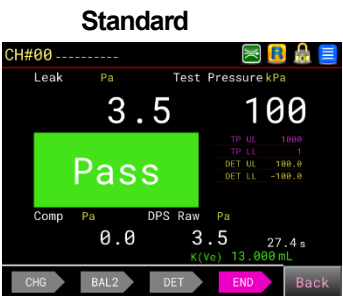 Standard
CH#00 ----------
R
Leak Pa Test Pressure kPa
3.5 100
TP UL 1000
TP LL 1
DET UL 100.0
DET LL -100.0
Pass
Comp Pa DPS Raw Pa
0.0 3.5 27.4 s
K(Ve) 13.000 mL
CHG BAL2 DET END Back